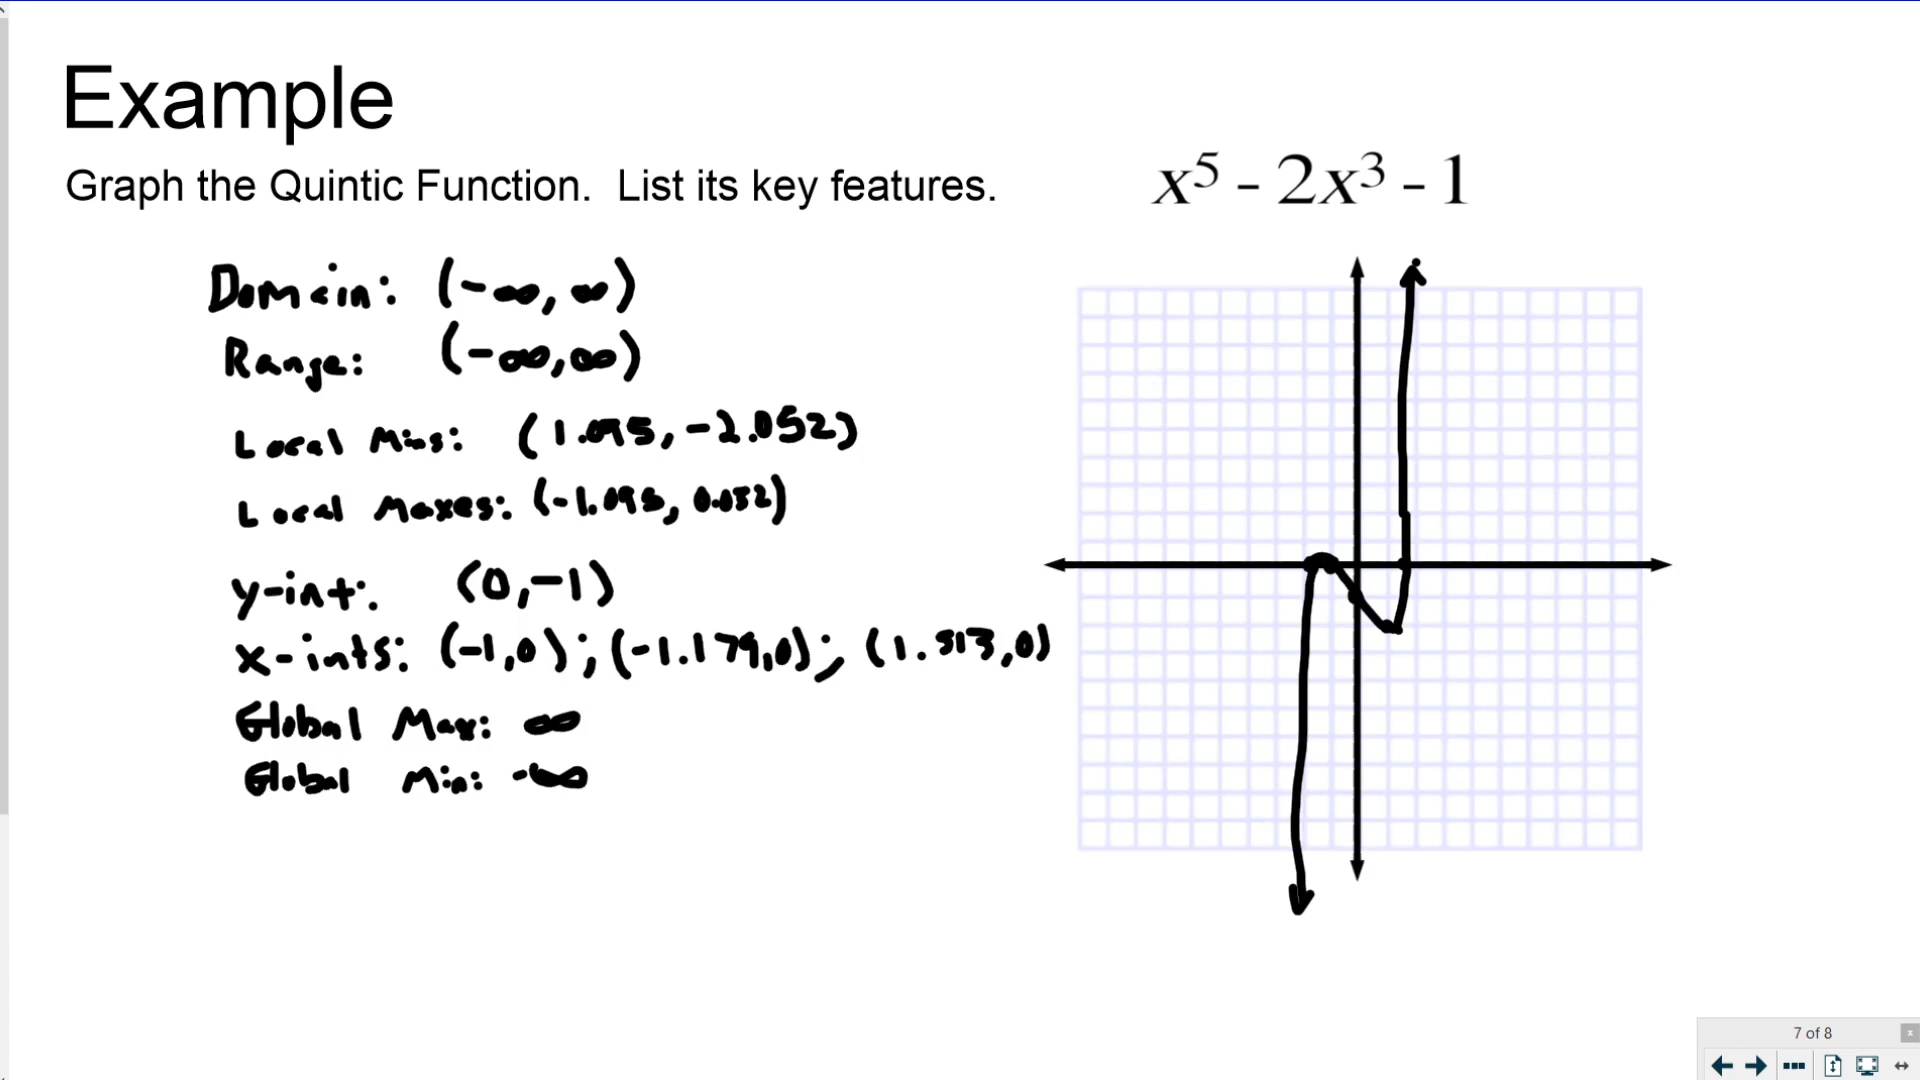 Example
Graph the Quintic Function. List its key features.
x⁵ - 2x³ - 1
Domain: (-∞, ∞)
Range: (-∞, ∞)
Local Mins: (1.095, -2.052)
Local Maxes: (-1.095, 0.052)
y-int: (0, -1)
x-ints: (-1, 0); (-1.179, 0); (1.513, 0)
Global Max: ∞
Global Min: -∞
7 of 8